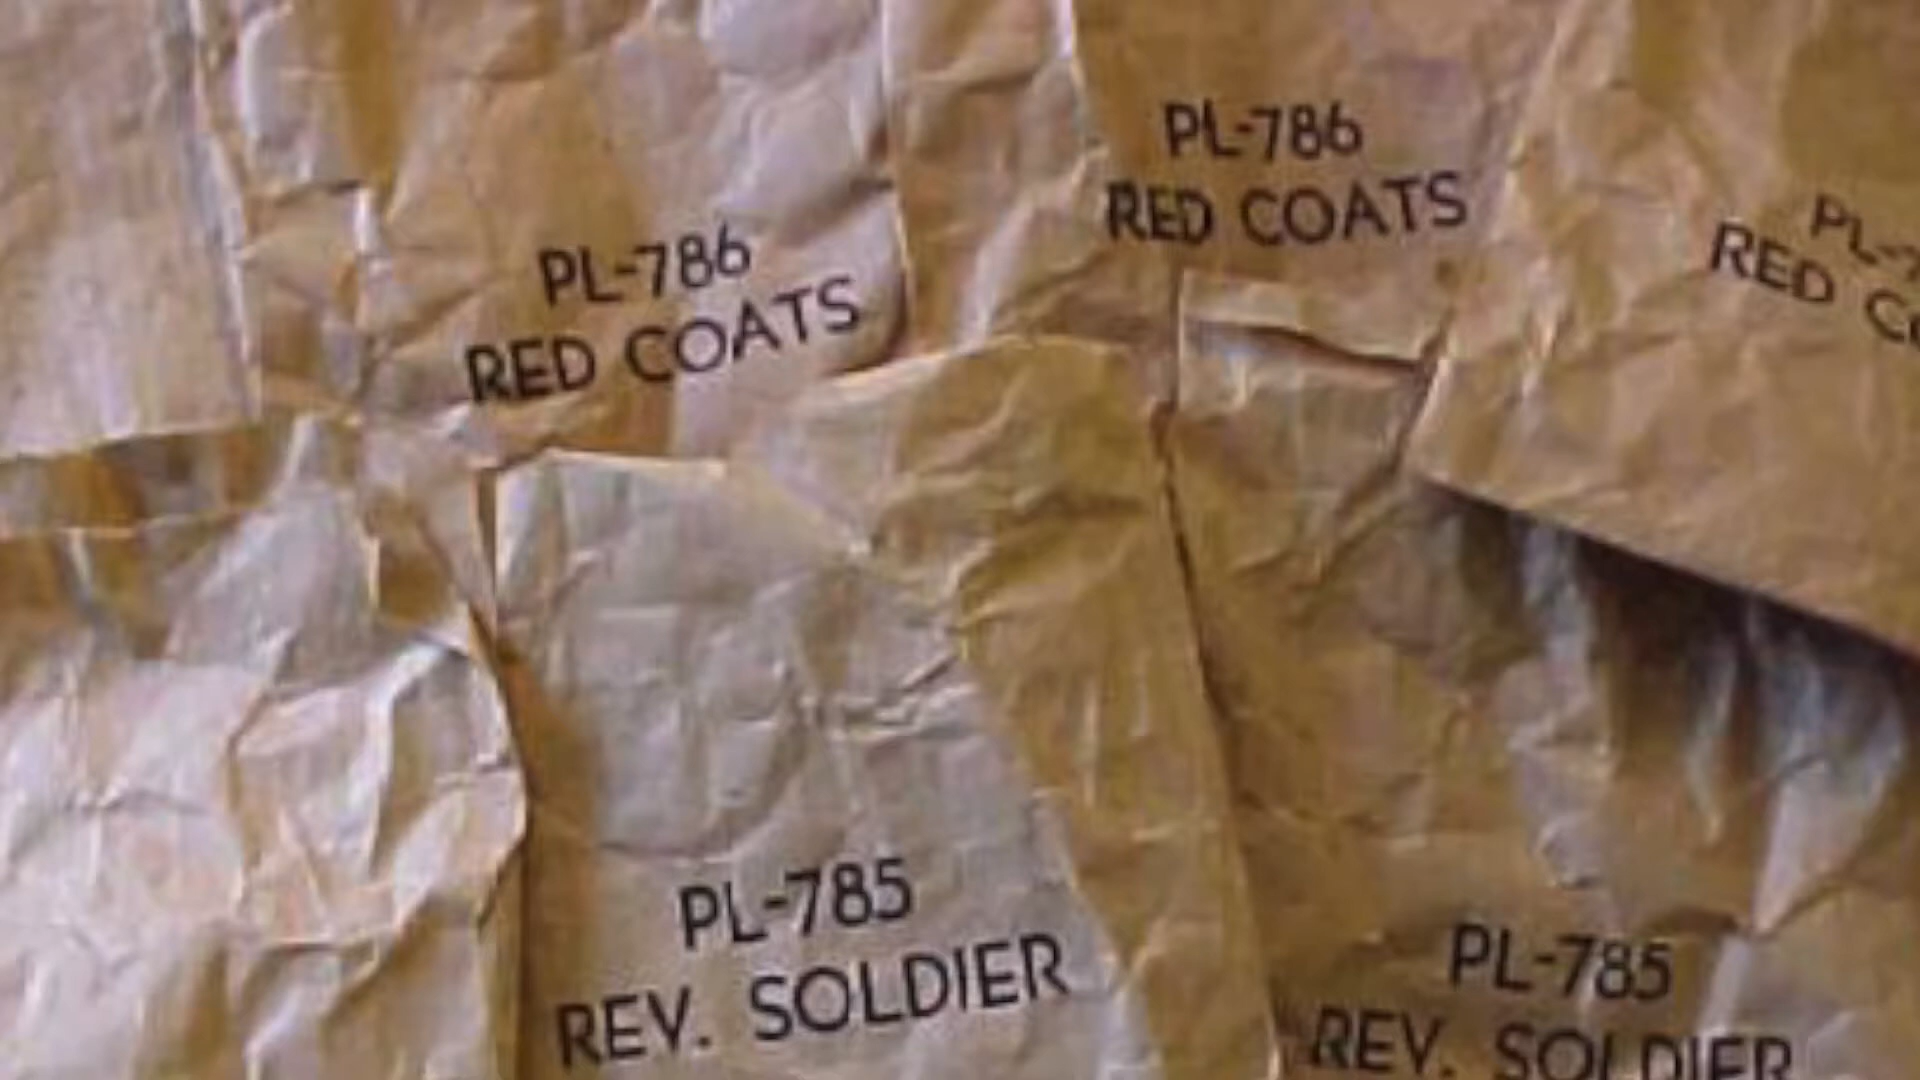 PL-786
RED COATS
PL-786
RED COATS
RED
PL-785
REV. SOLDIER
PL-785
REV. SOLDIER